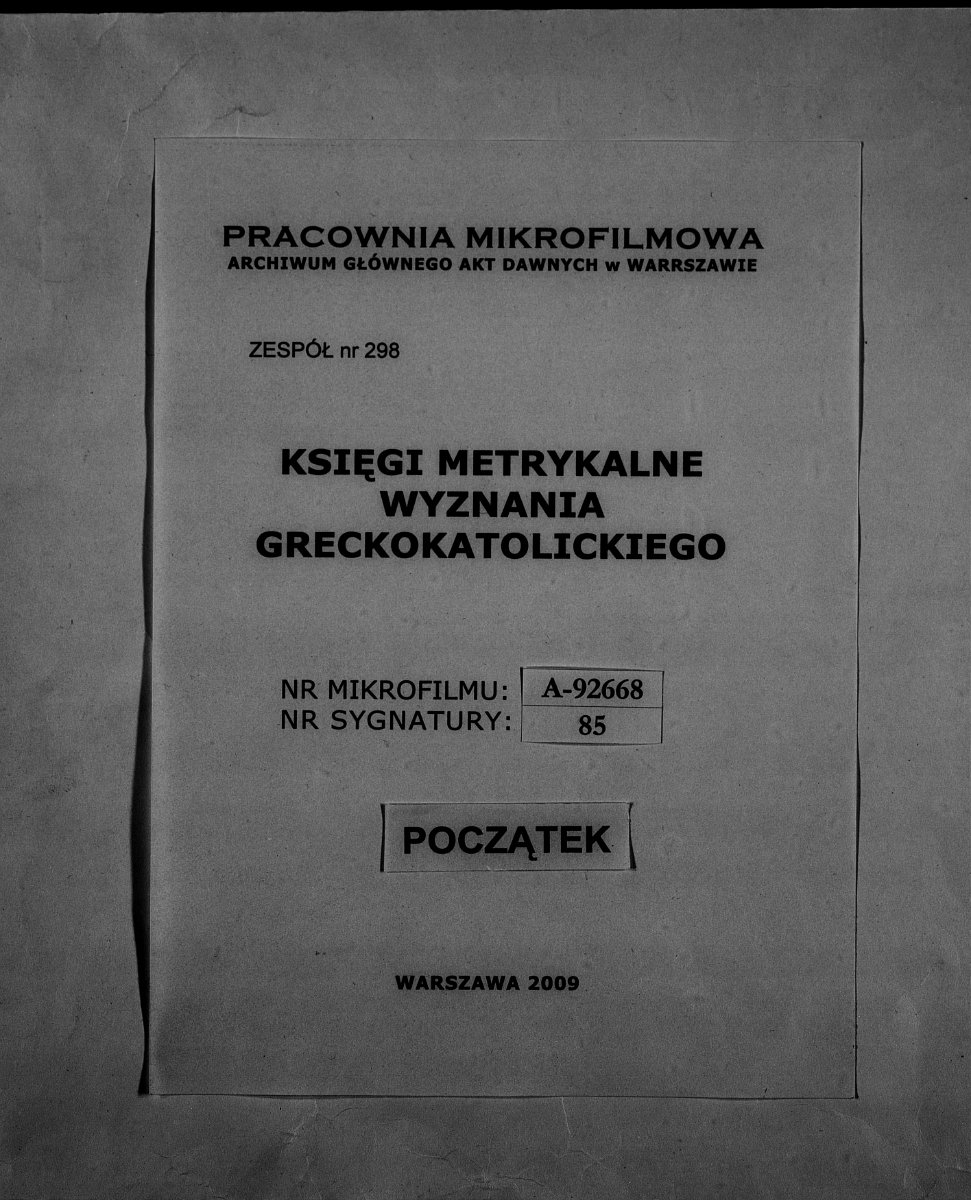 PRACOWNIA MIKROFILMOWA
ARCHIWUM GŁÓWNEGO AKT DAWNYCH w WARRSZAWIE
ZESPÓŁ nr 298
KSIĘGI METRYKALNE
WYZNANIA
GRECKOKATOLICKIEGO
NR MIKROFILMU: A-92668
NR SYGNATURY: 85
POCZĄTEK
WARSZAWA 2009